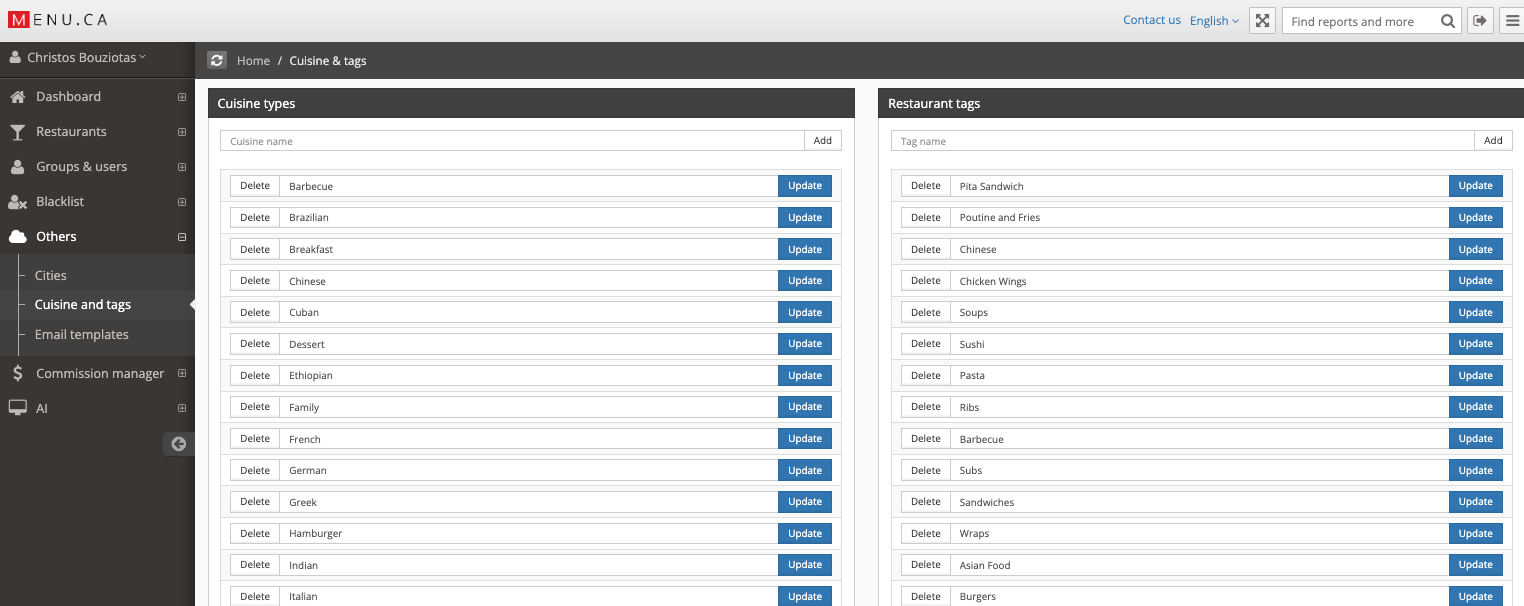 MENU.CA
Contact us English Find reports and more
Christos Bouziotas
Dashboard
Restaurants
Groups & users
Blacklist
Others
Cities
Cuisine and tags
Email templates
$ Commission manager
AI
Home / Cuisine & tags
Cuisine types
Cuisine name Add
Delete Barbecue Update
Delete Brazilian Update
Delete Breakfast Update
Delete Chinese Update
Delete Cuban Update
Delete Dessert Update
Delete Ethiopian Update
Delete Family Update
Delete French Update
Delete German Update
Delete Greek Update
Delete Hamburger Update
Delete Indian Update
Delete Italian Update
Restaurant tags
Tag name Add
Delete Pita Sandwich Update
Delete Poutine and Fries Update
Delete Chinese Update
Delete Chicken Wings Update
Delete Soups Update
Delete Sushi Update
Delete Pasta Update
Delete Ribs Update
Delete Barbecue Update
Delete Subs Update
Delete Sandwiches Update
Delete Wraps Update
Delete Asian Food Update
Delete Burgers Update